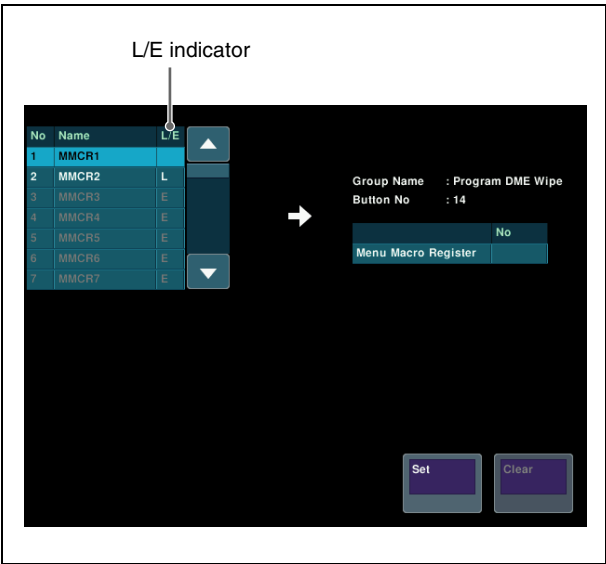 L/E indicator
No Name L/E
1 MMCR1
2 MMCR2 L
3 MMCR3 E
4 MMCR4 E
5 MMCR5 E
6 MMCR6 E
7 MMCR7 E
Group Name : Program DME Wipe
Button No : 14
No
Menu Macro Register
Set Clear